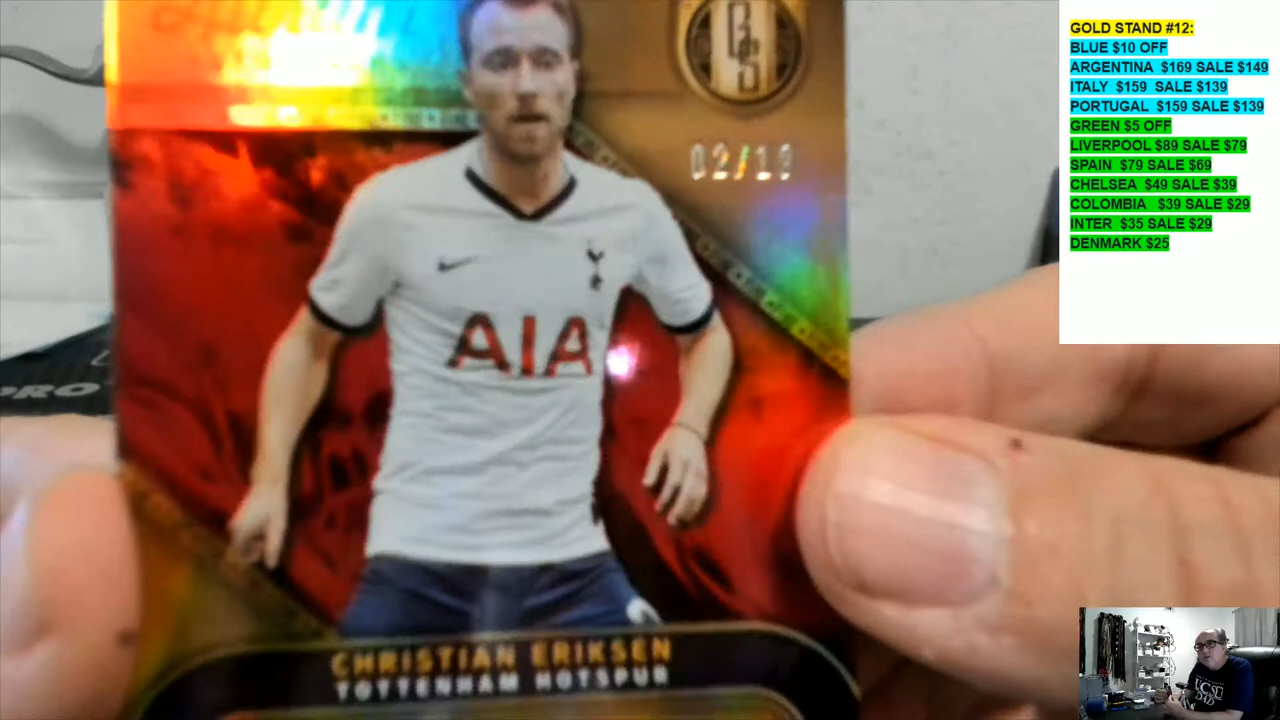 GOLD STAND #12:
BLUE $10 OFF
ARGENTINA $169 SALE $149
ITALY $159 SALE $139
PORTUGAL $159 SALE $139
GREEN $5 OFF
LIVERPOOL $89 SALE $79
SPAIN $79 SALE $69
CHELSEA $49 SALE $39
COLOMBIA $39 SALE $29
INTER $35 SALE $29
DENMARK $25
AIA
CHRISTIAN ERIKSEN
TOTTENHAM HOTSPUR
PRO